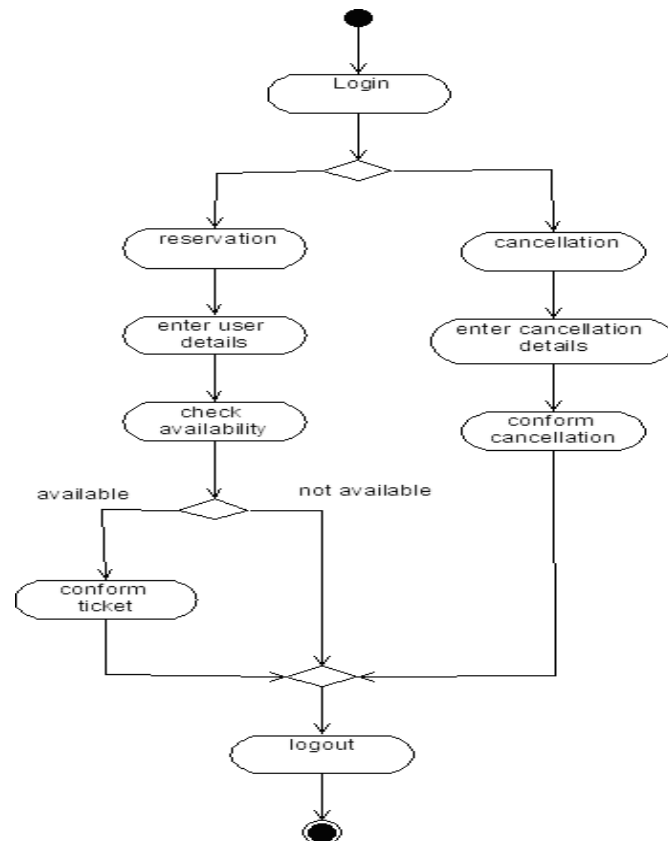 Login
reservation
cancellation
enter user
details
enter cancellation
details
check
availability
conform
cancellation
available
not available
conform
ticket
logout